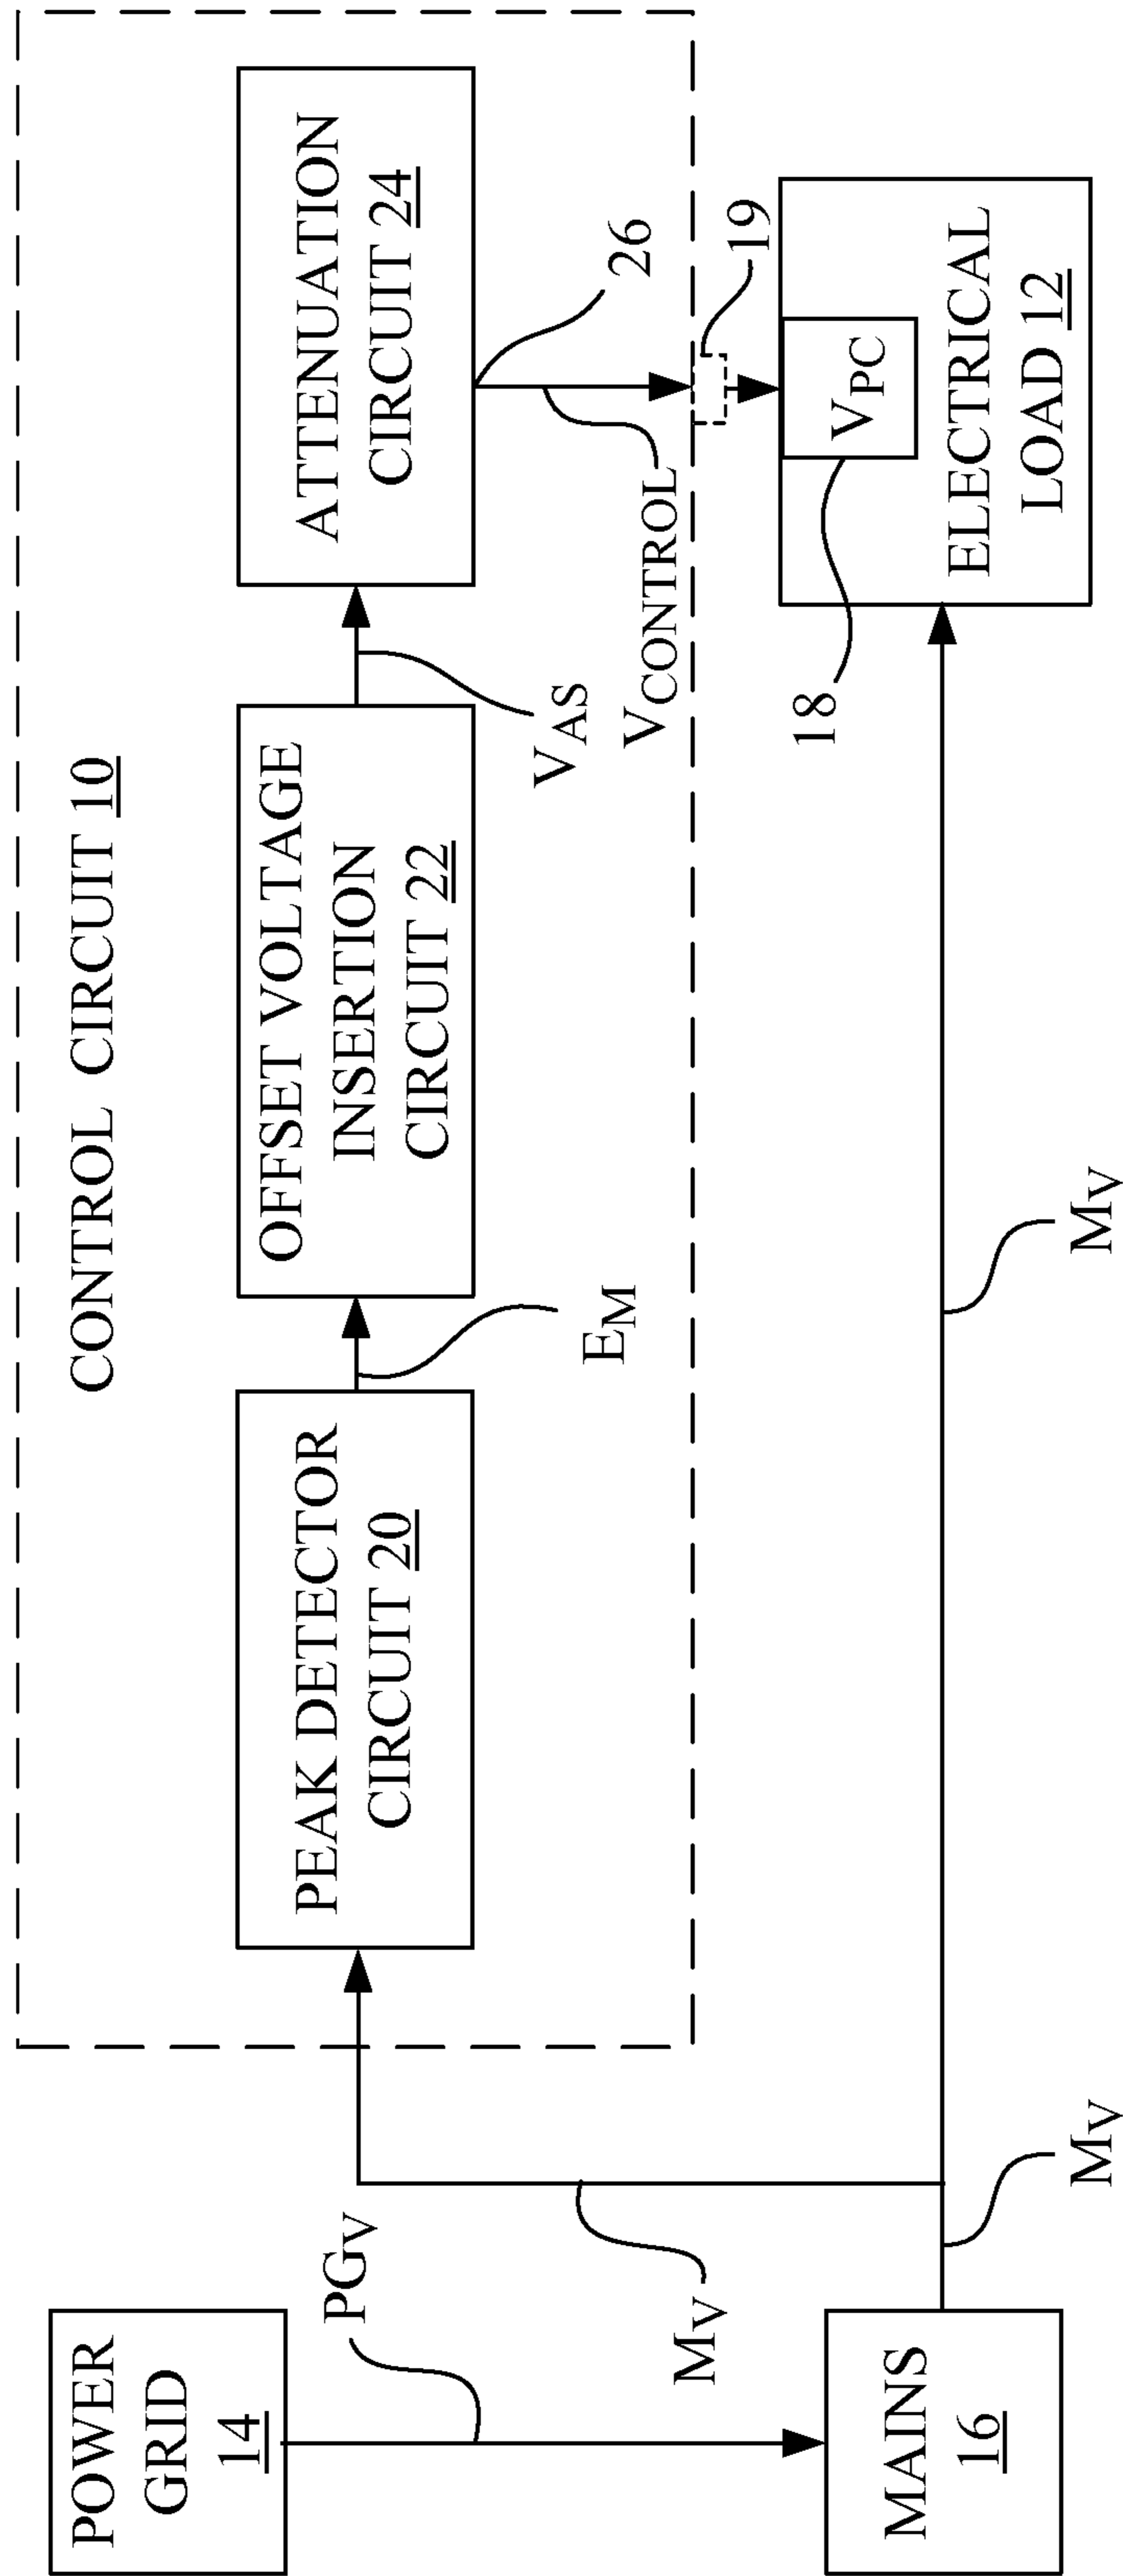 CONTROL CIRCUIT 10
POWER
GRID
14
PGV
PEAK DETECTOR
CIRCUIT 20
EM
OFFSET VOLTAGE
INSERTION
CIRCUIT 22
VAS
ATTENUATION
CIRCUIT 24
26
VCONTROL
19
MV
MAINS
16
MV
MV
18
VPC
ELECTRICAL
LOAD 12